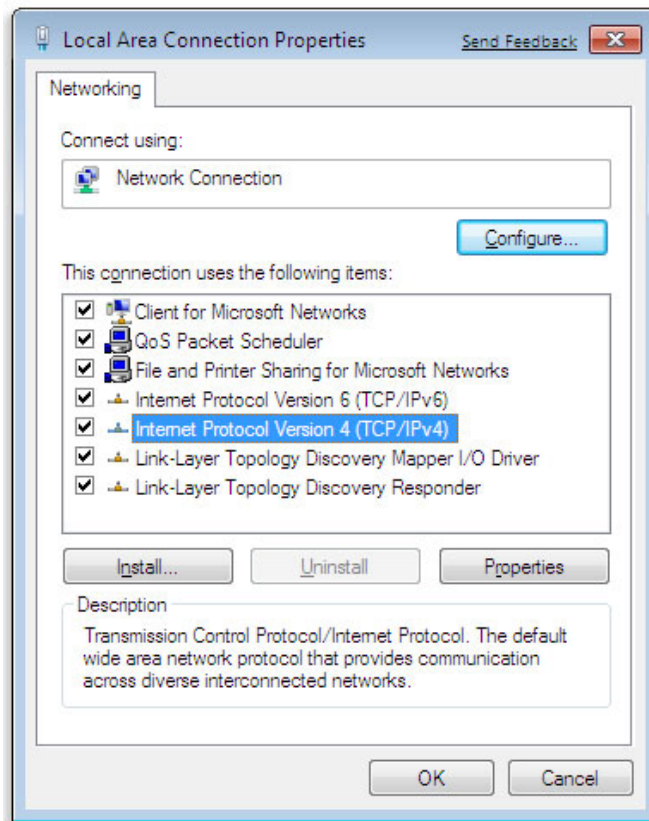 Local Area Connection Properties Send Feedback
Networking
Connect using:
Network Connection
Configure...
This connection uses the following items:
Client for Microsoft Networks
QoS Packet Scheduler
File and Printer Sharing for Microsoft Networks
Internet Protocol Version 6 (TCP/IPv6)
Internet Protocol Version 4 (TCP/IPv4)
Link-Layer Topology Discovery Mapper I/O Driver
Link-Layer Topology Discovery Responder
Install... Uninstall Properties
Description
Transmission Control Protocol/Internet Protocol. The default
wide area network protocol that provides communication
across diverse interconnected networks.
OK Cancel